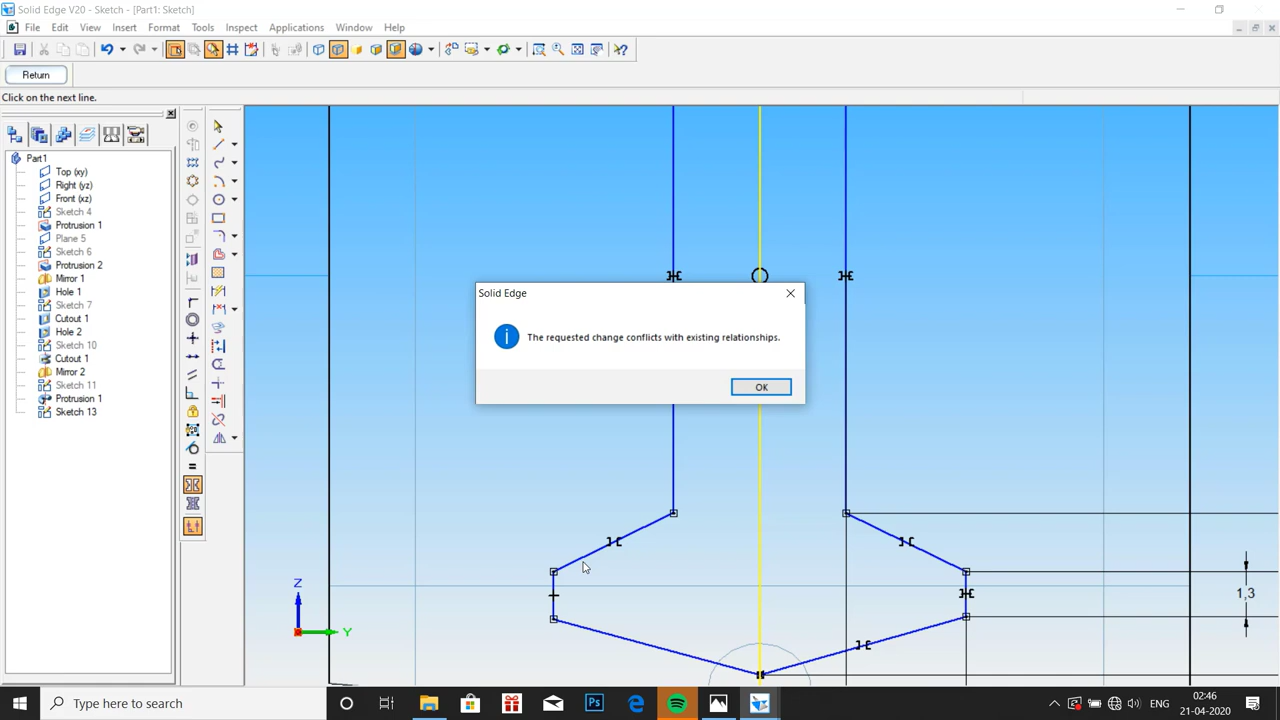 Solid Edge V20 - Sketch - [Part1: Sketch]
File Edit View Insert Format Tools Inspect Applications Window Help
Return
Click on the next line.
Part1
Top (xy)
Right (yz)
Front (xz)
Sketch 4
Protrusion 1
Plane 5
Sketch 6
Protrusion 2
Mirror 1
Hole 1
Sketch 7
Cutout 1
Hole 2
Sketch 10
Cutout 1
Mirror 2
Sketch 11
Protrusion 1
Sketch 13
Solid Edge
The requested change conflicts with existing relationships.
OK
1,3
Z
Y
Type here to search
Ps
02:46
21-04-2020